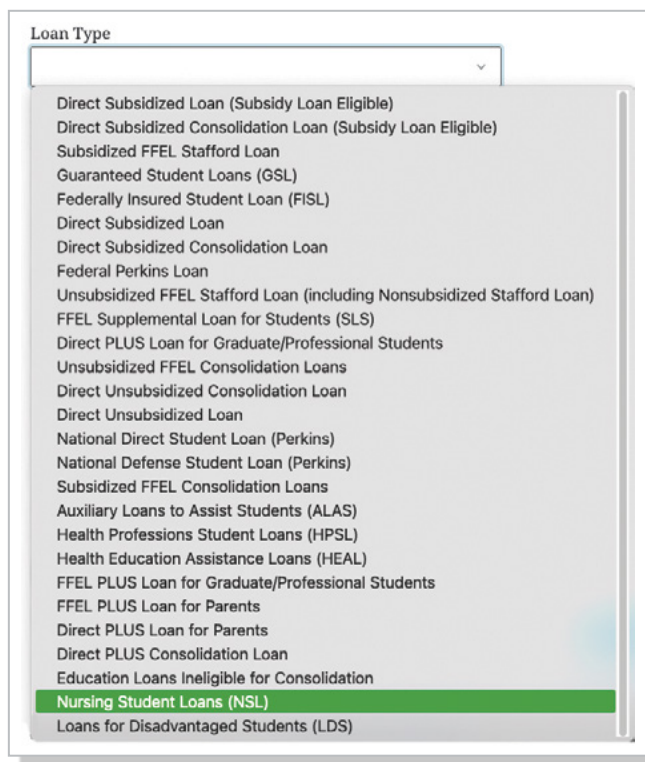 Loan Type
Direct Subsidized Loan (Subsidy Loan Eligible)
Direct Subsidized Consolidation Loan (Subsidy Loan Eligible)
Subsidized FFEL Stafford Loan
Guaranteed Student Loans (GSL)
Federally Insured Student Loan (FISL)
Direct Subsidized Loan
Direct Subsidized Consolidation Loan
Federal Perkins Loan
Unsubsidized FFEL Stafford Loan (including Nonsubsidized Stafford Loan)
FFEL Supplemental Loan for Students (SLS)
Direct PLUS Loan for Graduate/Professional Students
Unsubsidized FFEL Consolidation Loans
Direct Unsubsidized Consolidation Loan
Direct Unsubsidized Loan
National Direct Student Loan (Perkins)
National Defense Student Loan (Perkins)
Subsidized FFEL Consolidation Loans
Auxiliary Loans to Assist Students (ALAS)
Health Professions Student Loans (HPSL)
Health Education Assistance Loans (HEAL)
FFEL PLUS Loan for Graduate/Professional Students
FFEL PLUS Loan for Parents
Direct PLUS Loan for Parents
Direct PLUS Consolidation Loan
Education Loans Ineligible for Consolidation
Nursing Student Loans (NSL)
Loans for Disadvantaged Students (LDS)